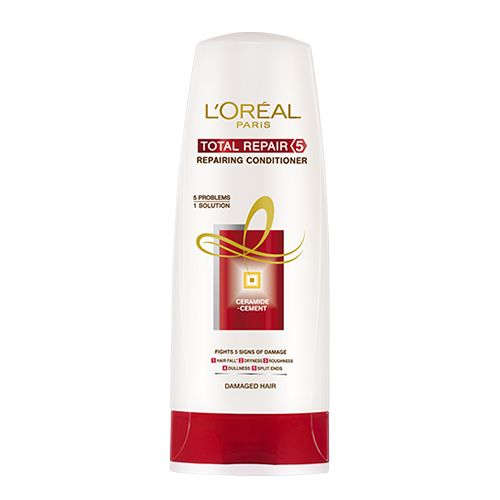 L'ORÉAL
PARIS
TOTAL REPAIR 5
REPAIRING CONDITIONER
5 PROBLEMS
1 SOLUTION
CERAMIDE
-CEMENT
FIGHTS 5 SIGNS OF DAMAGE
1 HAIR FALL* 2 DRYNESS 3 ROUGHNESS
4 DULLNESS 5 SPLIT ENDS
DAMAGED HAIR